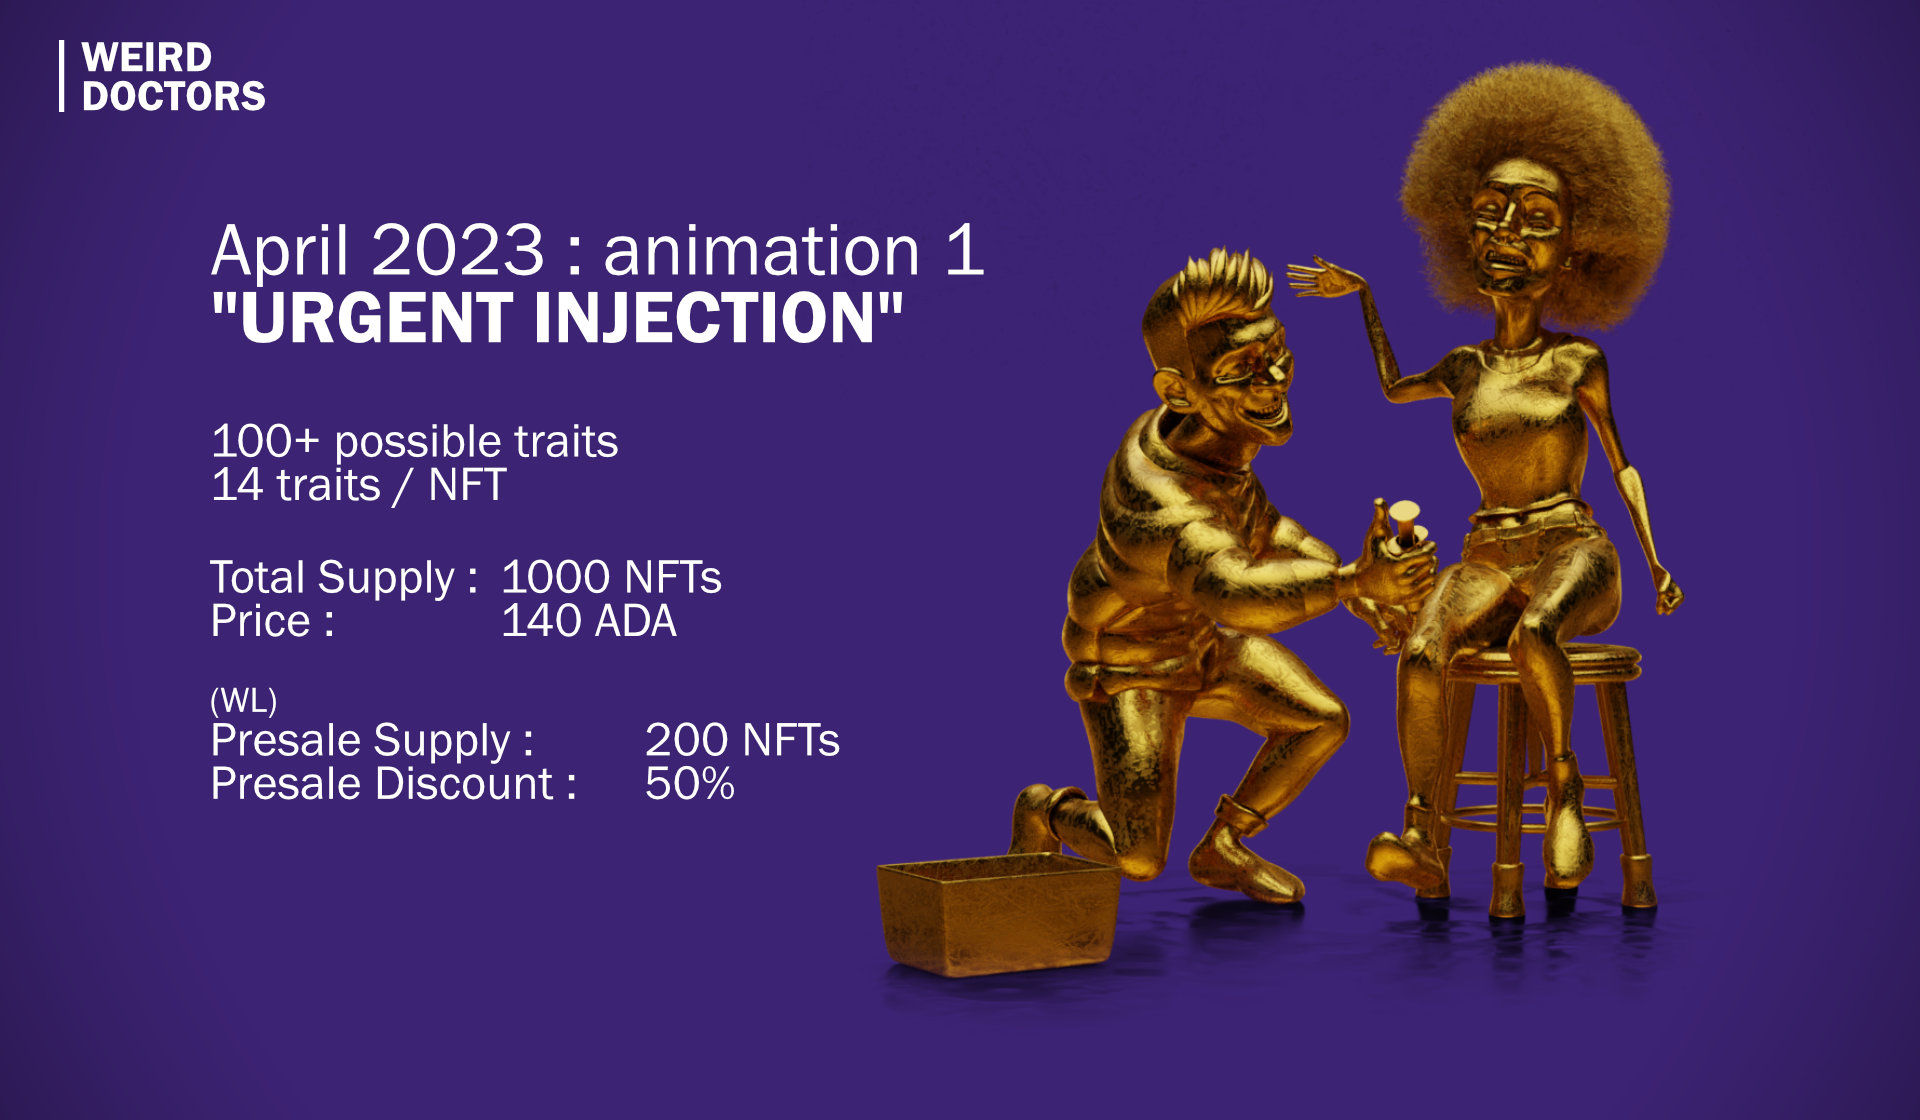 WEIRD
DOCTORS
April 2023 : animation 1
"URGENT INJECTION"
100+ possible traits
14 traits / NFT
Total Supply : 1000 NFTs
Price : 140 ADA
(WL)
Presale Supply : 200 NFTs
Presale Discount : 50%